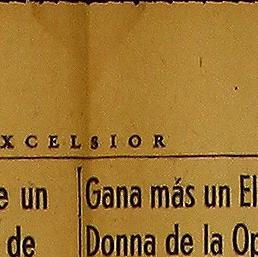 XCELSIOR
e un
de
Gana más un El
Donna de la Op